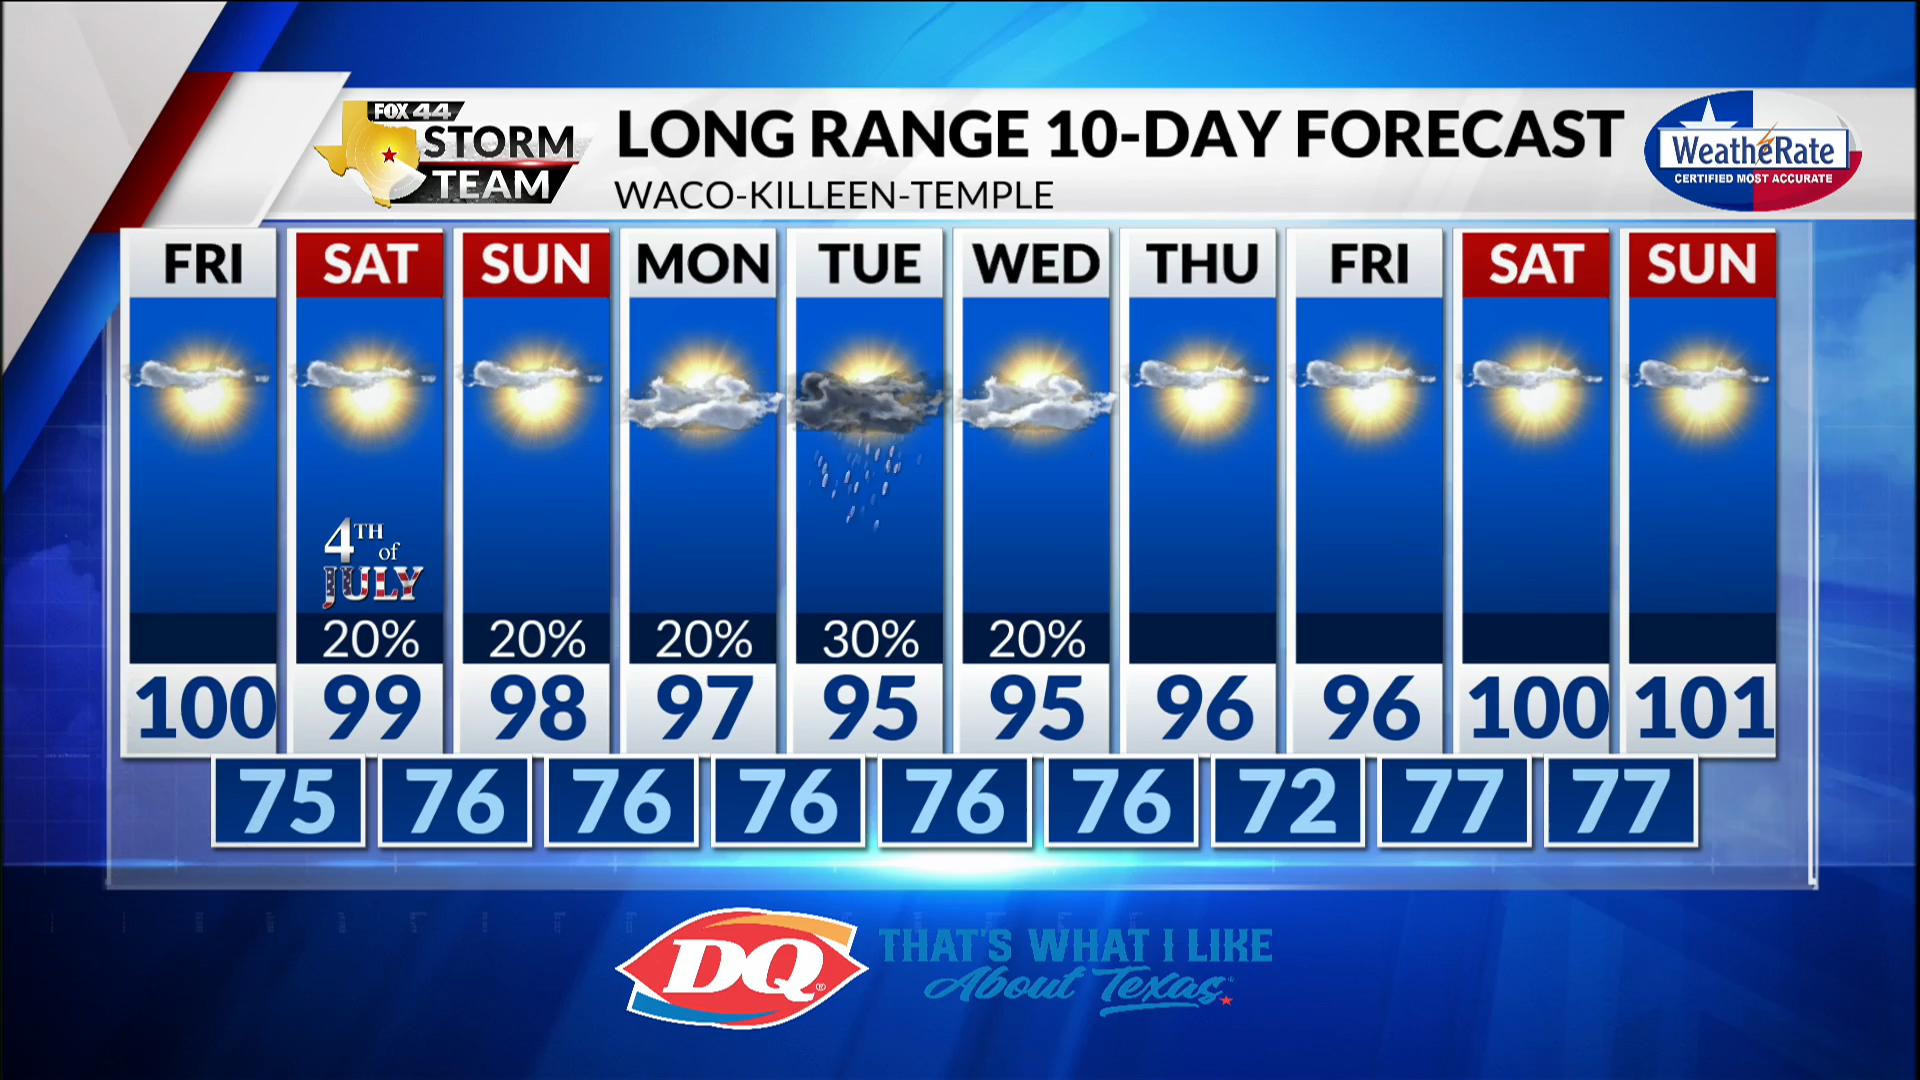 FOX 44
STORM
TEAM
LONG RANGE 10-DAY FORECAST
WACO-KILLEEN-TEMPLE
WeatheRate
CERTIFIED MOST ACCURATE
FRI SAT SUN MON TUE WED THU FRI SAT SUN
4TH
of
JULY
20% 20% 20% 30% 20%
100 99 98 97 95 95 96 96 100 101
75 76 76 76 76 76 72 77 77
DQ®
THAT'S WHAT I LIKE
About Texas